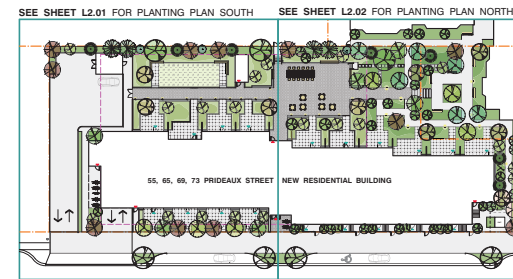 SEE SHEET L2.01 FOR PLANTING PLAN SOUTH
SEE SHEET L2.02 FOR PLANTING PLAN NORTH
55, 65, 69, 73 PRIDEAUX STREET NEW RESIDENTIAL BUILDING